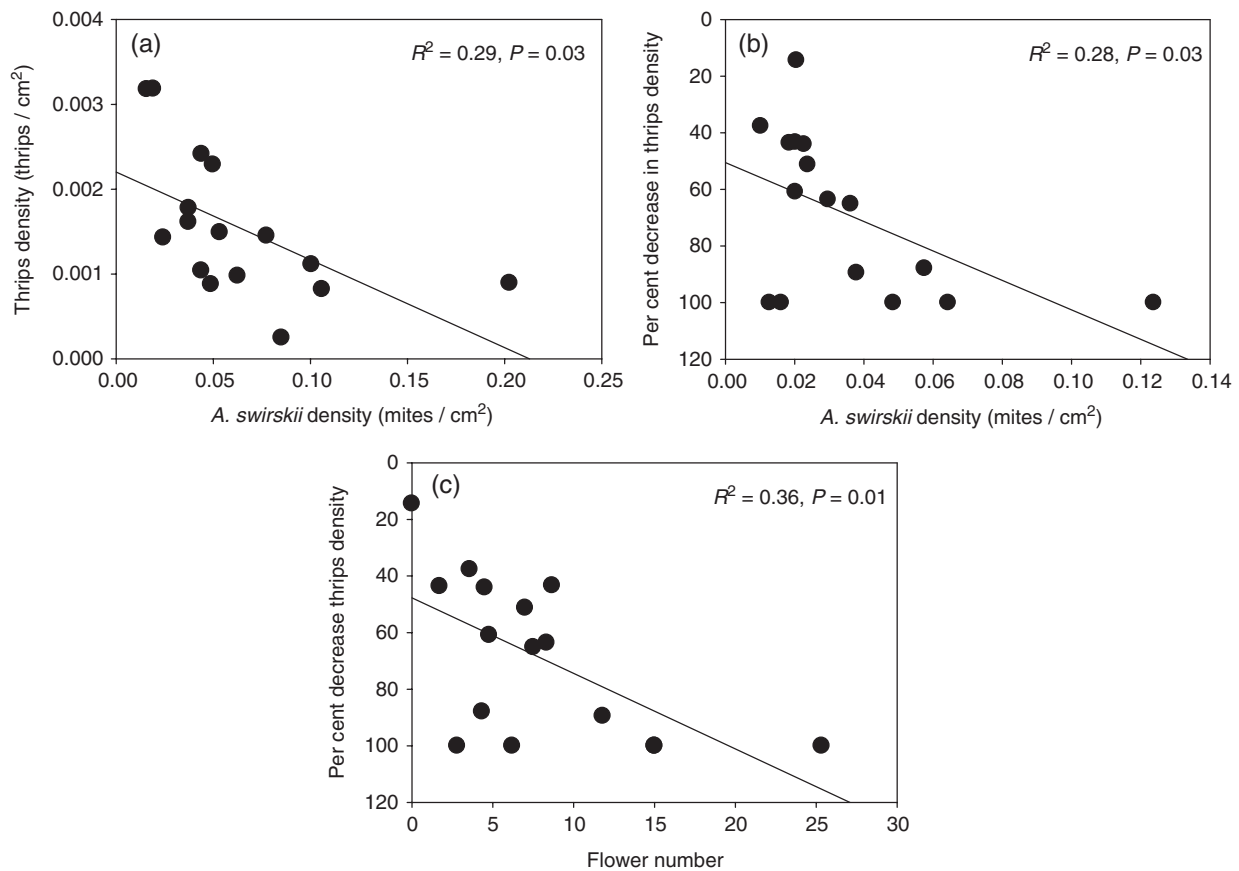 (a)
R² = 0.29, P = 0.03
Thrips density (thrips / cm²)
0.004
0.003
0.002
0.001
0.000
0.00 0.05 0.10 0.15 0.20 0.25
A. swirskii density (mites / cm²)
(b)
R² = 0.28, P = 0.03
Per cent decrease in thrips density
0
20
40
60
80
100
120
0.00 0.02 0.04 0.06 0.08 0.10 0.12 0.14
A. swirskii density (mites / cm²)
(c)
R² = 0.36, P = 0.01
Per cent decrease thrips density
0
20
40
60
80
100
120
0 5 10 15 20 25 30
Flower number